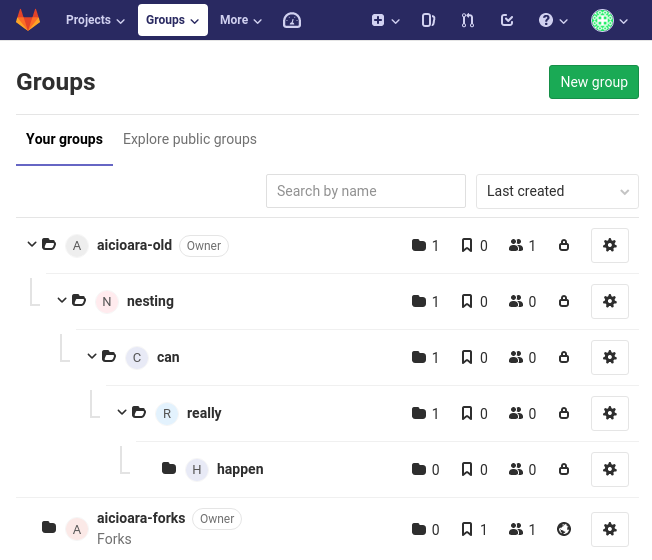 Projects Groups More
Groups New group
Your groups Explore public groups
Search by name Last created
A aicioara-old Owner 1 0 1
N nesting 1 0 0
C can 1 0 0
R really 1 0 0
H happen 0 0 0
A aicioara-forks Owner 0 1 1
Forks